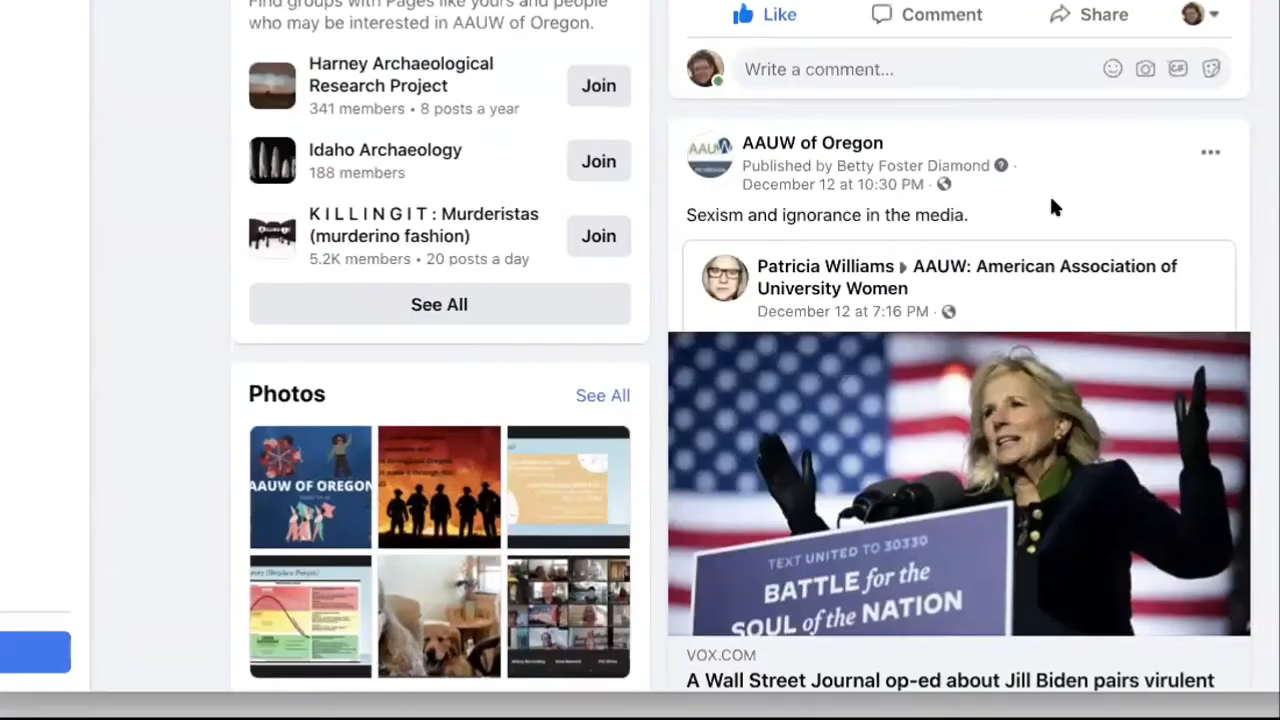 Find groups with Pages like yours and people
who may be interested in AAUW of Oregon.
Harney Archaeological
Research Project
341 members • 8 posts a year
Join
Idaho Archaeology
188 members
Join
K I L L I N G I T : Murderistas
(murderino fashion)
5.2K members • 20 posts a day
Join
See All
Photos
See All
AAUW OF OREGON
Like
Comment
Share
Write a comment...
GIF
AAUW
AAUW of Oregon
Published by Betty Foster Diamond
December 12 at 10:30 PM ·
Sexism and ignorance in the media.
Patricia Williams ▸ AAUW: American Association of
University Women
December 12 at 7:16 PM ·
TEXT UNITED TO 30330
BATTLE for the
SOUL of the NATION
VOX.COM
A Wall Street Journal op-ed about Jill Biden pairs virulent